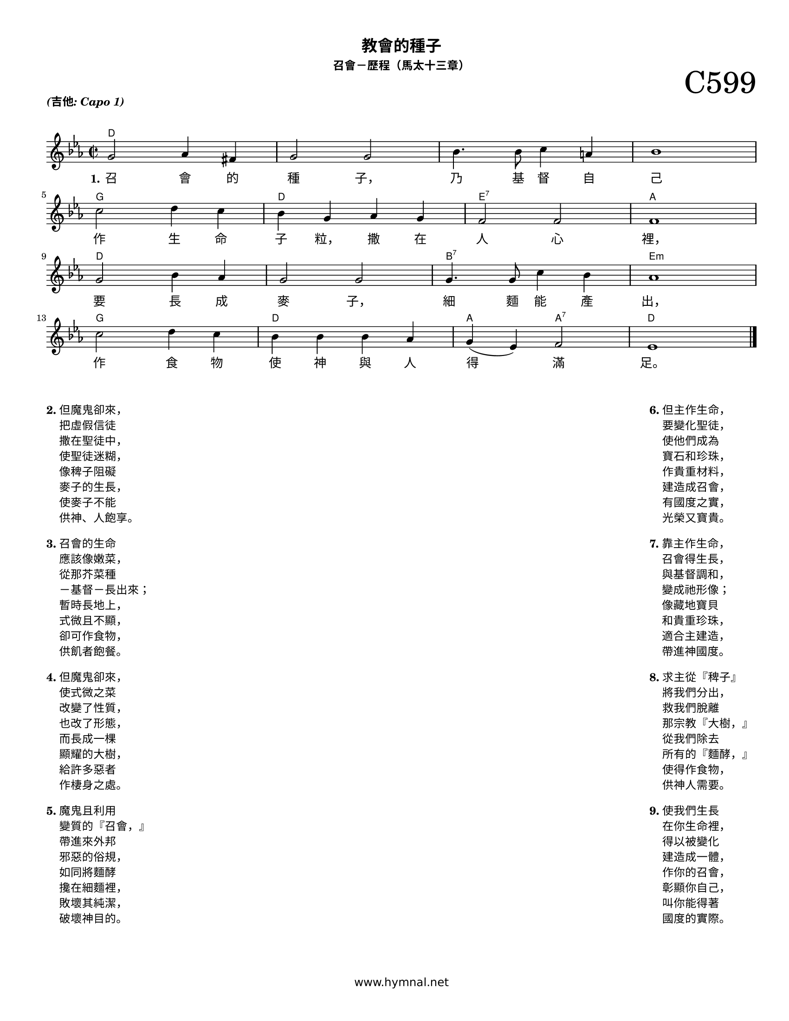 教會的種子
召會－歷程（馬太十三章）
C599
(吉他: Capo 1)
D
1. 召 會 的 種 子， 乃 基 督 自 己
5
G D E7 A
作 生 命 子 粒， 撒 在 人 心 裡，
9
D B7 Em
要 長 成 麥 子， 細 麵 能 產 出，
13
G D A A7 D
作 食 物 使 神 與 人 得 滿 足。
2. 但魔鬼卻來，
把虛假信徒
撒在聖徒中，
使聖徒迷糊，
像稗子阻礙
麥子的生長，
使麥子不能
供神、人飽享。
3. 召會的生命
應該像嫩菜，
從那芥菜種
－基督－長出來；
暫時長地上，
式微且不顯，
卻可作食物，
供飢者飽餐。
4. 但魔鬼卻來，
使式微之菜
改變了性質，
也改了形態，
而長成一棵
顯耀的大樹，
給許多惡者
作棲身之處。
5. 魔鬼且利用
變質的『召會，』
帶進來外邦
邪惡的俗規，
如同將麵酵
攙在細麵裡，
敗壞其純潔，
破壞神目的。
6. 但主作生命，
要變化聖徒，
使他們成為
寶石和珍珠，
作貴重材料，
建造成召會，
有國度之實，
光榮又寶貴。
7. 靠主作生命，
召會得生長，
與基督調和，
變成祂形像；
像藏地寶貝
和貴重珍珠，
適合主建造，
帶進神國度。
8. 求主從『稗子』
將我們分出，
救我們脫離
那宗教『大樹，』
從我們除去
所有的『麵酵，』
使得作食物，
供神人需要。
9. 使我們生長
在你生命裡，
得以被變化
建造成一體，
作你的召會，
彰顯你自己，
叫你能得著
國度的實際。
www.hymnal.net